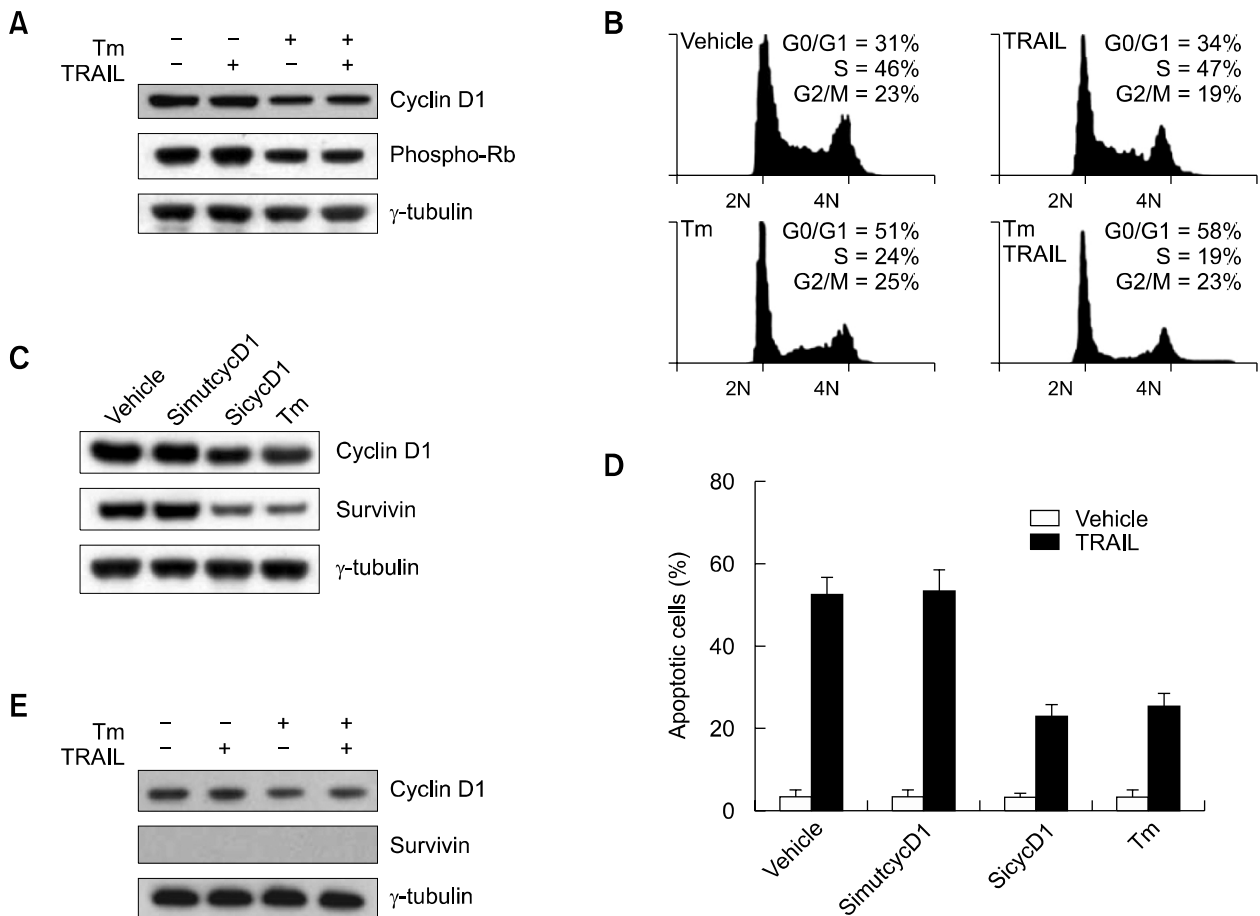 A
Tm – – + +
TRAIL – + – +
Cyclin D1
Phospho-Rb
γ-tubulin
B
Vehicle
G0/G1 = 31%
S = 46%
G2/M = 23%
2N 4N
TRAIL
G0/G1 = 34%
S = 47%
G2/M = 19%
2N 4N
Tm
G0/G1 = 51%
S = 24%
G2/M = 25%
2N 4N
Tm
TRAIL
G0/G1 = 58%
S = 19%
G2/M = 23%
2N 4N
C
Vehicle SimutcycD1 SicycD1 Tm
Cyclin D1
Survivin
γ-tubulin
D
Apoptotic cells (%)
80
60
40
20
0
Vehicle
TRAIL
Vehicle SimutcycD1 SicycD1 Tm
E
Tm – – + +
TRAIL – + – +
Cyclin D1
Survivin
γ-tubulin